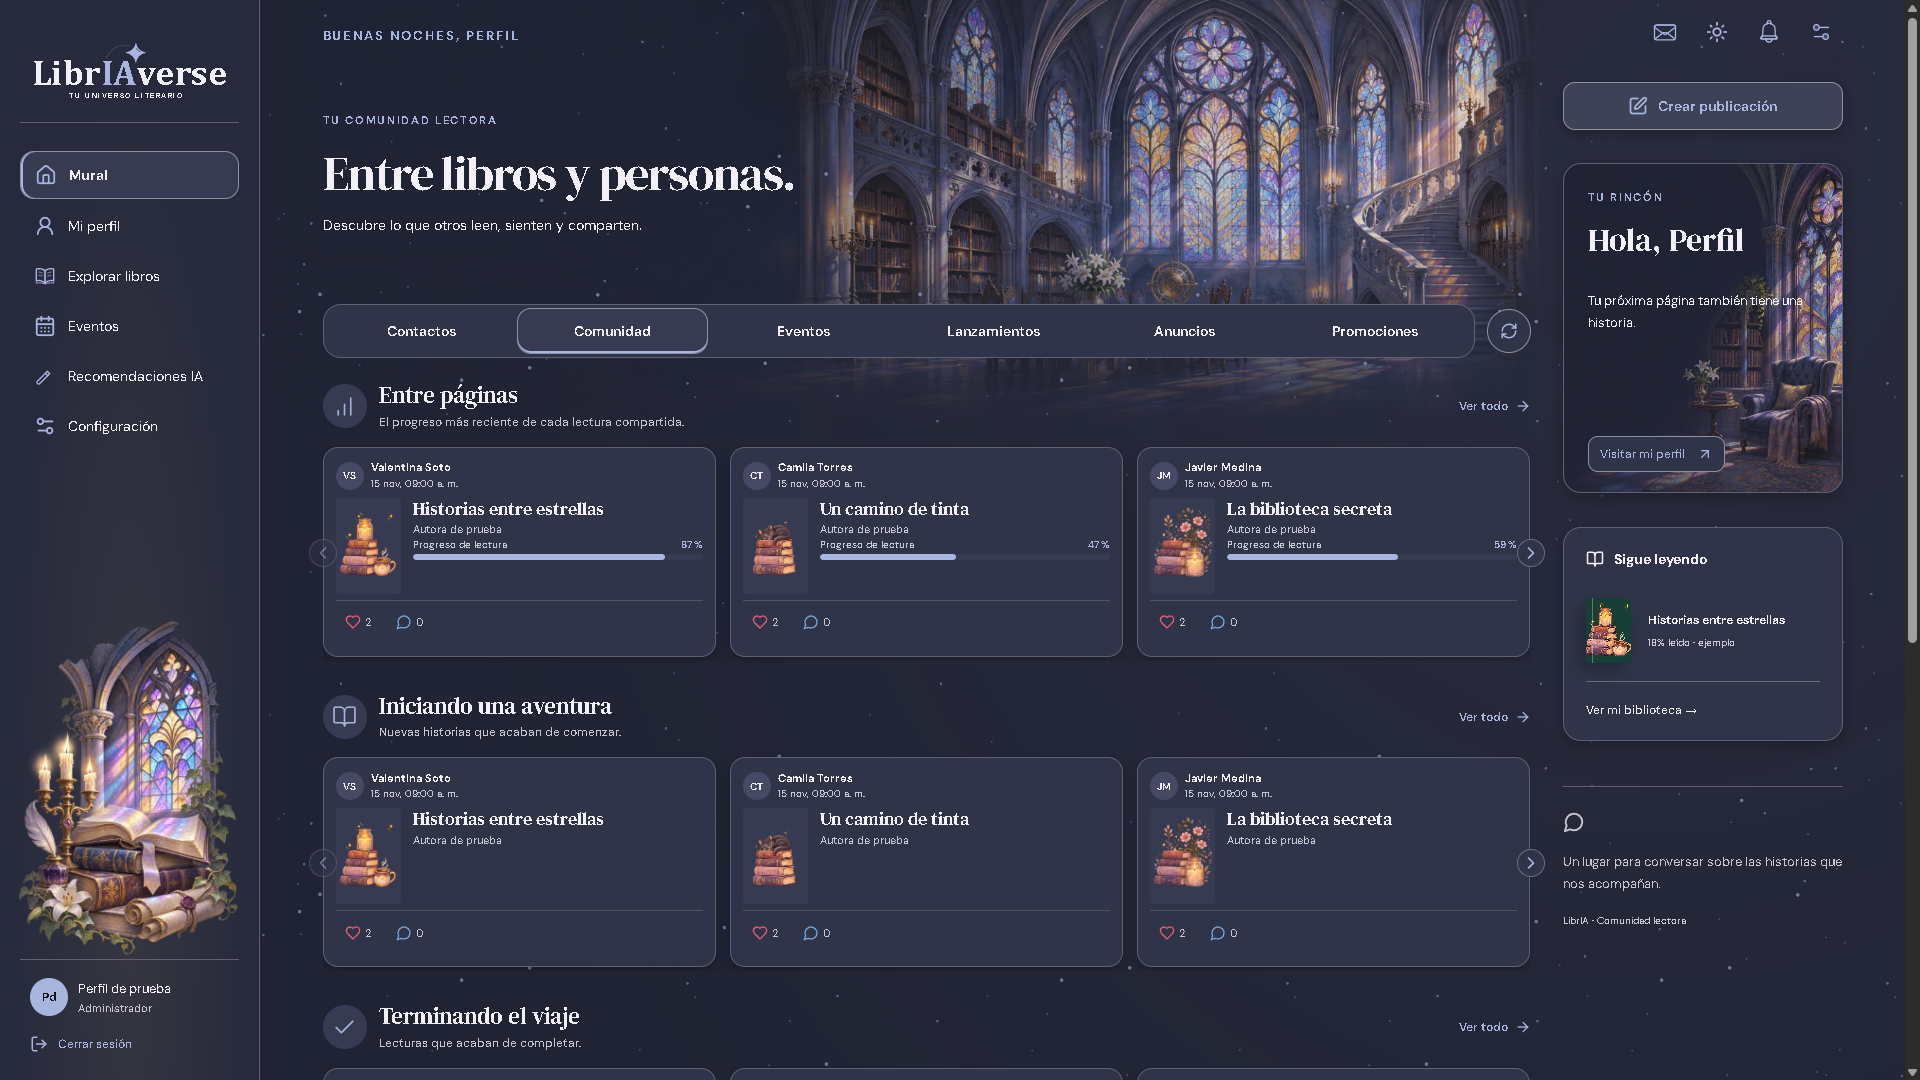 LibrIAverse
TU UNIVERSO LITERARIO
Mural
Mi perfil
Explorar libros
Eventos
Recomendaciones IA
Configuración
Pd
Perfil de prueba
Administrador
Cerrar sesión
BUENAS NOCHES, PERFIL
TU COMUNIDAD LECTORA
Entre libros y personas.
Descubre lo que otros leen, sienten y comparten.
Contactos
Comunidad
Eventos
Lanzamientos
Anuncios
Promociones
Entre páginas
El progreso más reciente de cada lectura compartida.
Ver todo →
VS
Valentina Soto
15 nov, 09:00 a. m.
Historias entre estrellas
Autora de prueba
Progreso de lectura 87%
2 0
CT
Camila Torres
15 nov, 09:00 a. m.
Un camino de tinta
Autora de prueba
Progreso de lectura 47%
2 0
JM
Javier Medina
15 nov, 09:00 a. m.
La biblioteca secreta
Autora de prueba
Progreso de lectura 59%
2 0
Iniciando una aventura
Nuevas historias que acaban de comenzar.
Ver todo →
VS
Valentina Soto
15 nov, 09:00 a. m.
Historias entre estrellas
Autora de prueba
2 0
CT
Camila Torres
15 nov, 09:00 a. m.
Un camino de tinta
Autora de prueba
2 0
JM
Javier Medina
15 nov, 09:00 a. m.
La biblioteca secreta
Autora de prueba
2 0
Terminando el viaje
Lecturas que acaban de completar.
Ver todo →
Crear publicación
TU RINCÓN
Hola, Perfil
Tu próxima página también tiene una
historia.
Visitar mi perfil
Sigue leyendo
Historias entre estrellas
18% leído · ejemplo
Ver mi biblioteca →
Un lugar para conversar sobre las historias que
nos acompañan.
LibrIA · Comunidad lectora